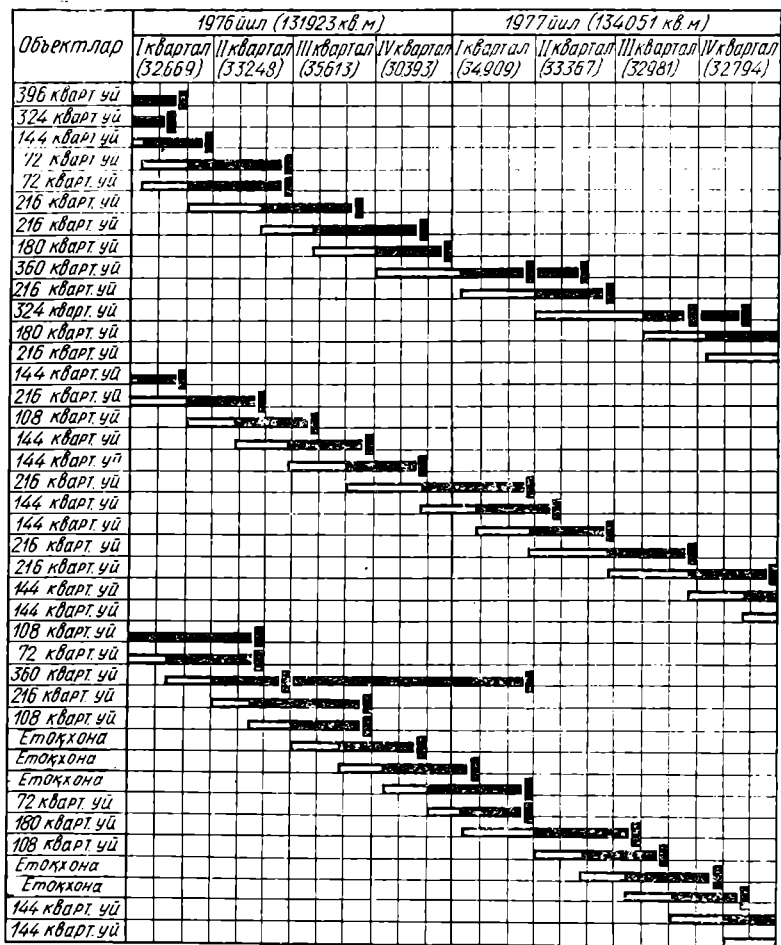 Объектлар
1976 йил (131923 кв. м)
1977 йил (134051 кв. м)
I квартал (32669)
II квартал (33248)
III квартал (35613)
IV квартал (30393)
I квартал (34909)
II квартал (33367)
III квартал (32981)
IV квартал (32794)
396 кварт уй
324 кварт уй
144 кварт уй
72 кварт уй
72 кварт. уй
216 кварт. уй
216 кварт. уй
180 кварт. уй
360 кварт. уй
216 кварт. уй
324 кварт. уй
180 кварт. уй
216 кварт. уй
144 кварт. уй
216 кварт. уй
108 кварт. уй
144 кварт. уй
144 кварт. уй
216 кварт. уй
144 кварт. уй
144 кварт. уй
216 кварт. уй
216 кварт. уй
144 кварт. уй
144 кварт. уй
108 кварт. уй
72 кварт. уй
360 кварт. уй
216 кварт. уй
108 кварт. уй
Ётоқхона
Ётоқхона
Ётоқхона
72 кварт. уй
180 кварт. уй
108 кварт. уй
Ётоқхона
Ётоқхона
144 кварт. уй
144 кварт. уй